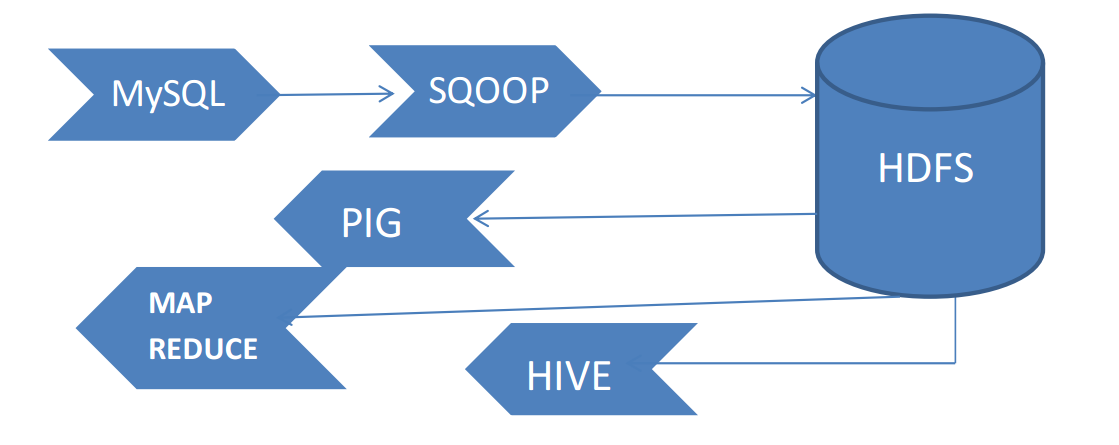 MySQL
SQOOP
HDFS
PIG
MAP
REDUCE
HIVE